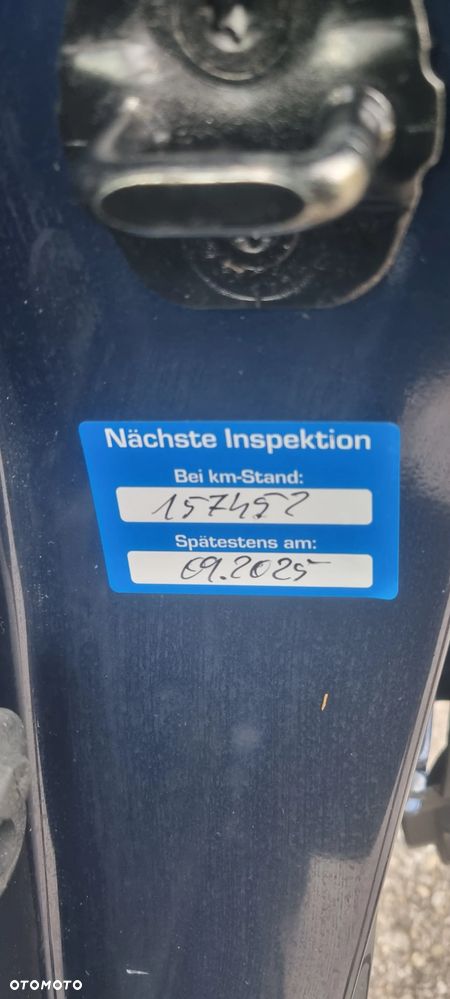 Nächste Inspektion
Bei km-Stand:
157452
Spätestens am:
09.2025
OTOMOTO